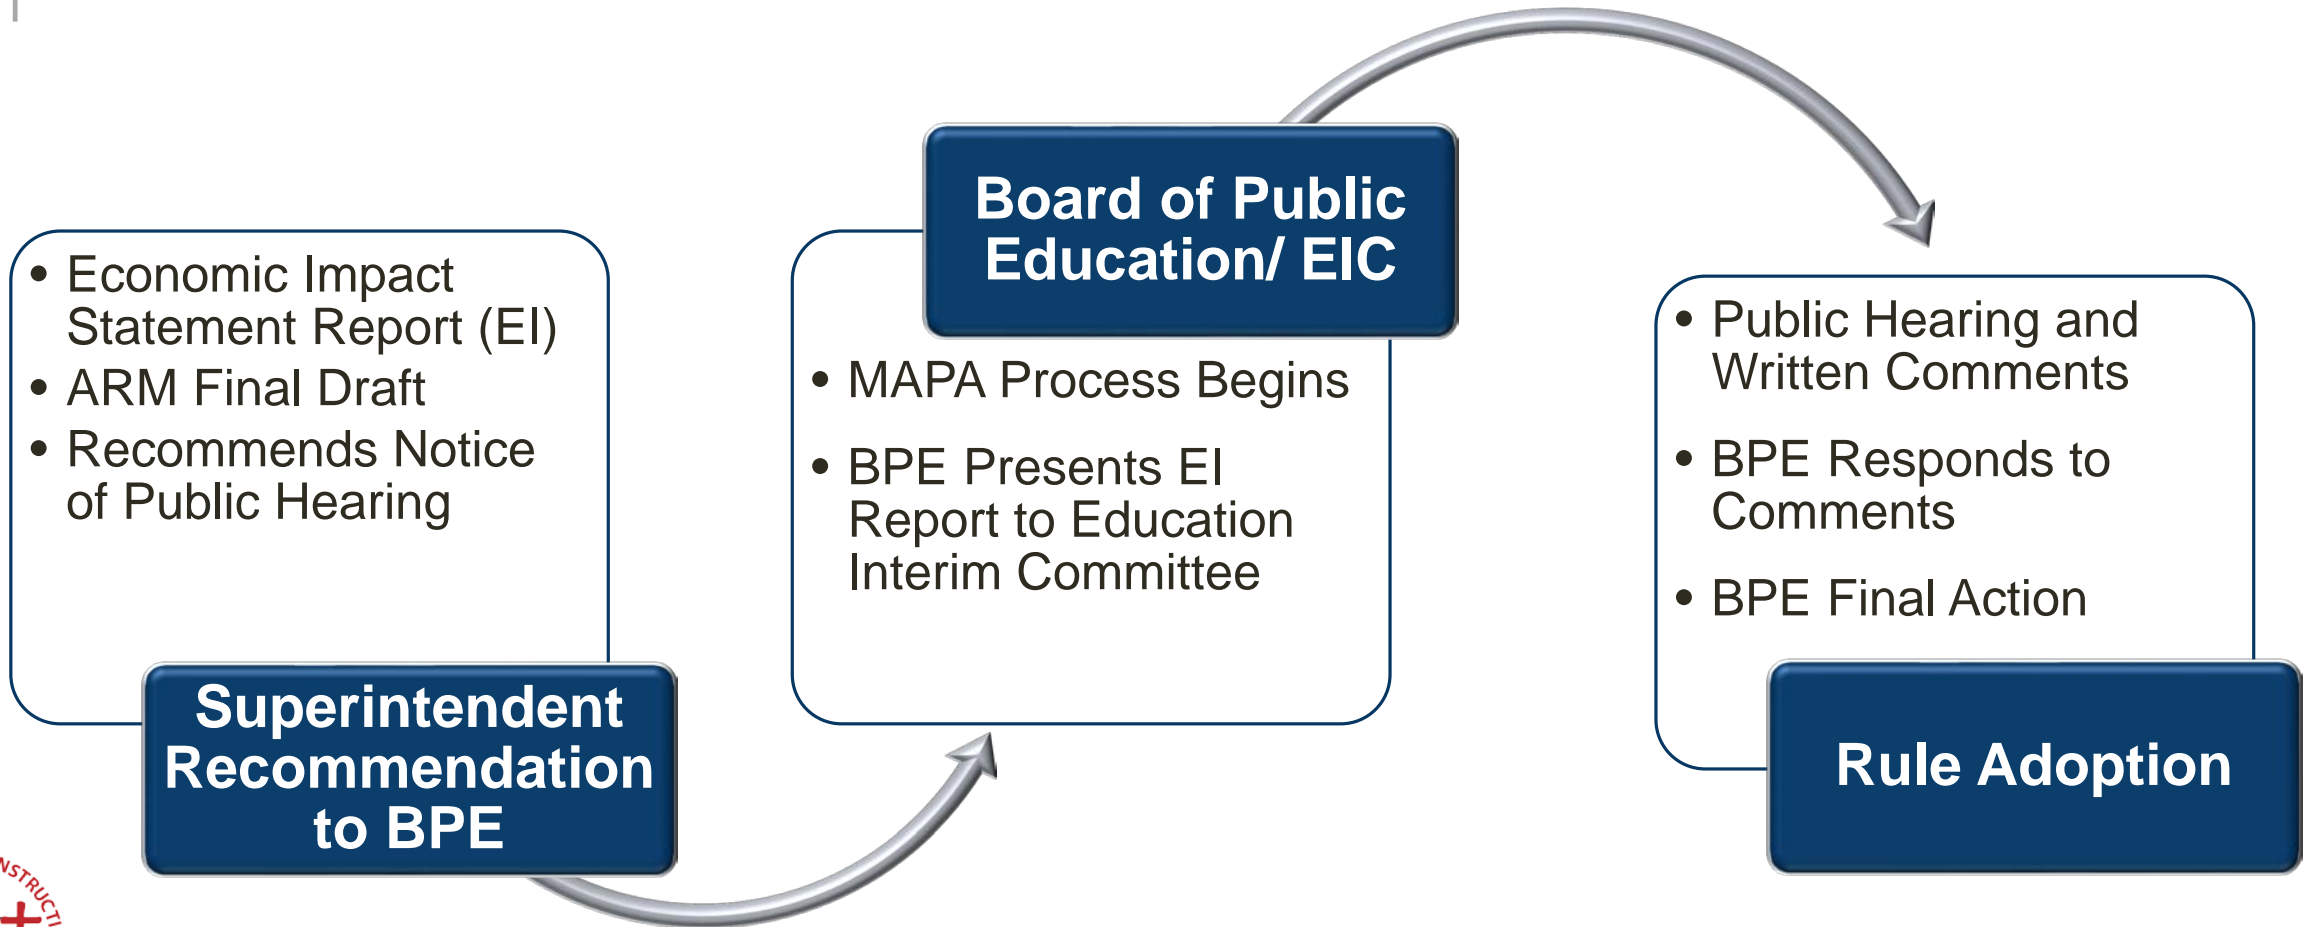 • Economic Impact
Statement Report (EI)
• ARM Final Draft
• Recommends Notice
of Public Hearing
Superintendent
Recommendation
to BPE
Board of Public
Education/ EIC
• MAPA Process Begins
• BPE Presents EI
Report to Education
Interim Committee
• Public Hearing and
Written Comments
• BPE Responds to
Comments
• BPE Final Action
Rule Adoption